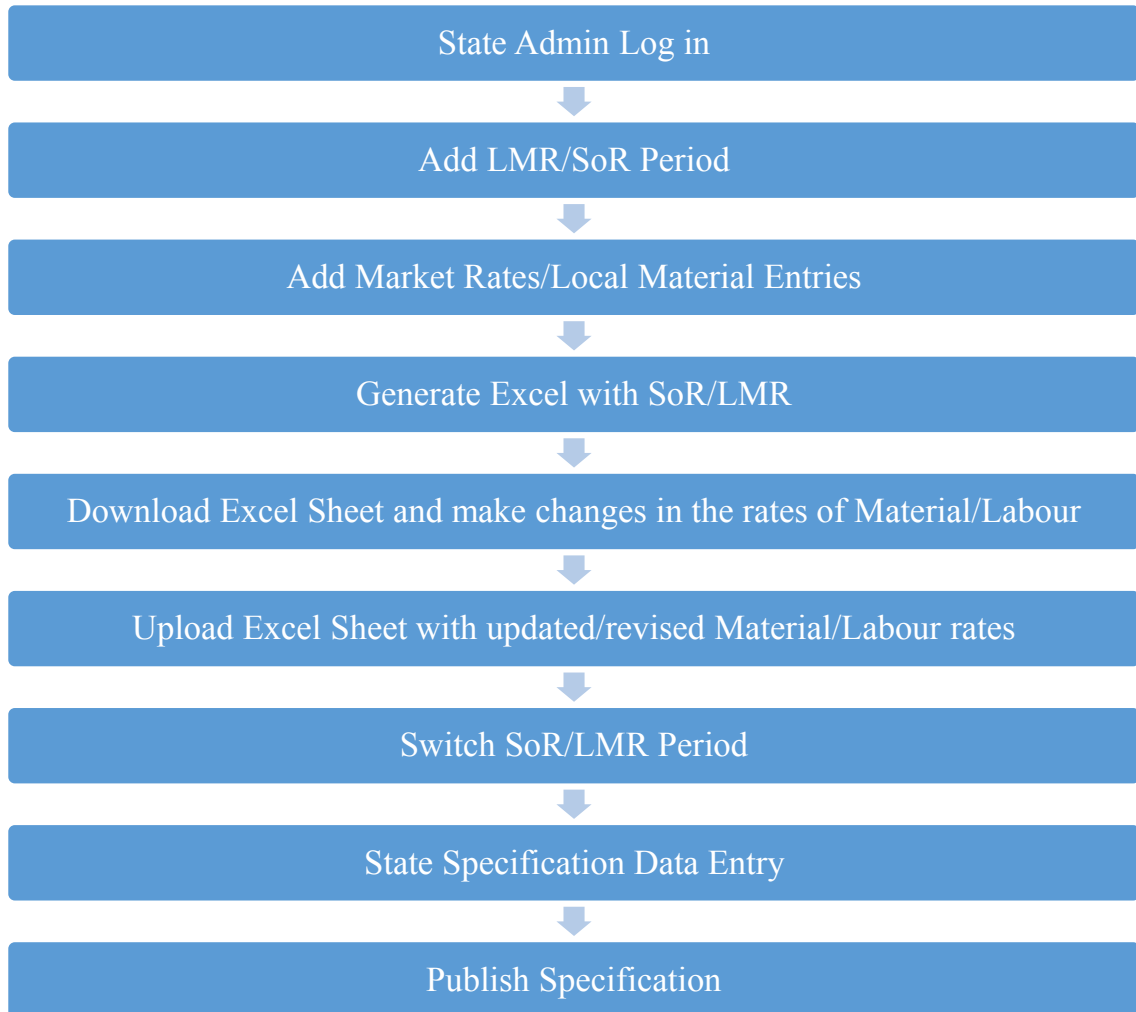 State Admin Log in
Add LMR/SoR Period
Add Market Rates/Local Material Entries
Generate Excel with SoR/LMR
Download Excel Sheet and make changes in the rates of Material/Labour
Upload Excel Sheet with updated/revised Material/Labour rates
Switch SoR/LMR Period
State Specification Data Entry
Publish Specification